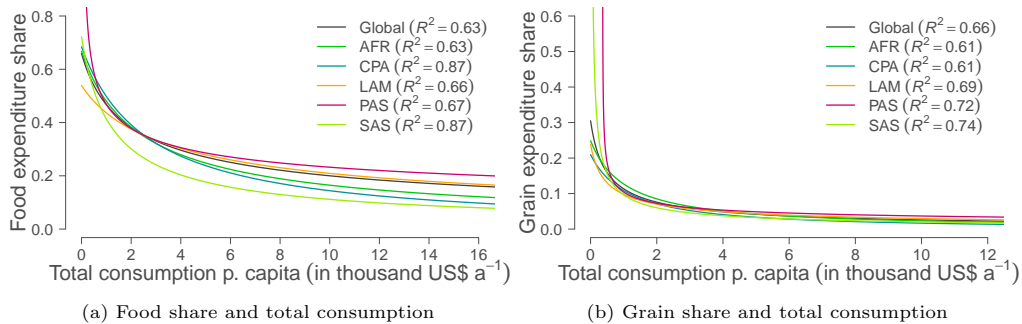 Food expenditure share
0.8
0.6
0.4
0.2
0.0
Global (R² = 0.63)
AFR (R² = 0.63)
CPA (R² = 0.87)
LAM (R² = 0.66)
PAS (R² = 0.67)
SAS (R² = 0.87)
0 2 4 6 8 10 12 14 16
Total consumption p. capita (in thousand US$ a⁻¹)
(a) Food share and total consumption
Grain expenditure share
0.6
0.5
0.4
0.3
0.2
0.1
0.0
Global (R² = 0.66)
AFR (R² = 0.61)
CPA (R² = 0.61)
LAM (R² = 0.69)
PAS (R² = 0.72)
SAS (R² = 0.74)
0 2 4 6 8 10 12
Total consumption p. capita (in thousand US$ a⁻¹)
(b) Grain share and total consumption